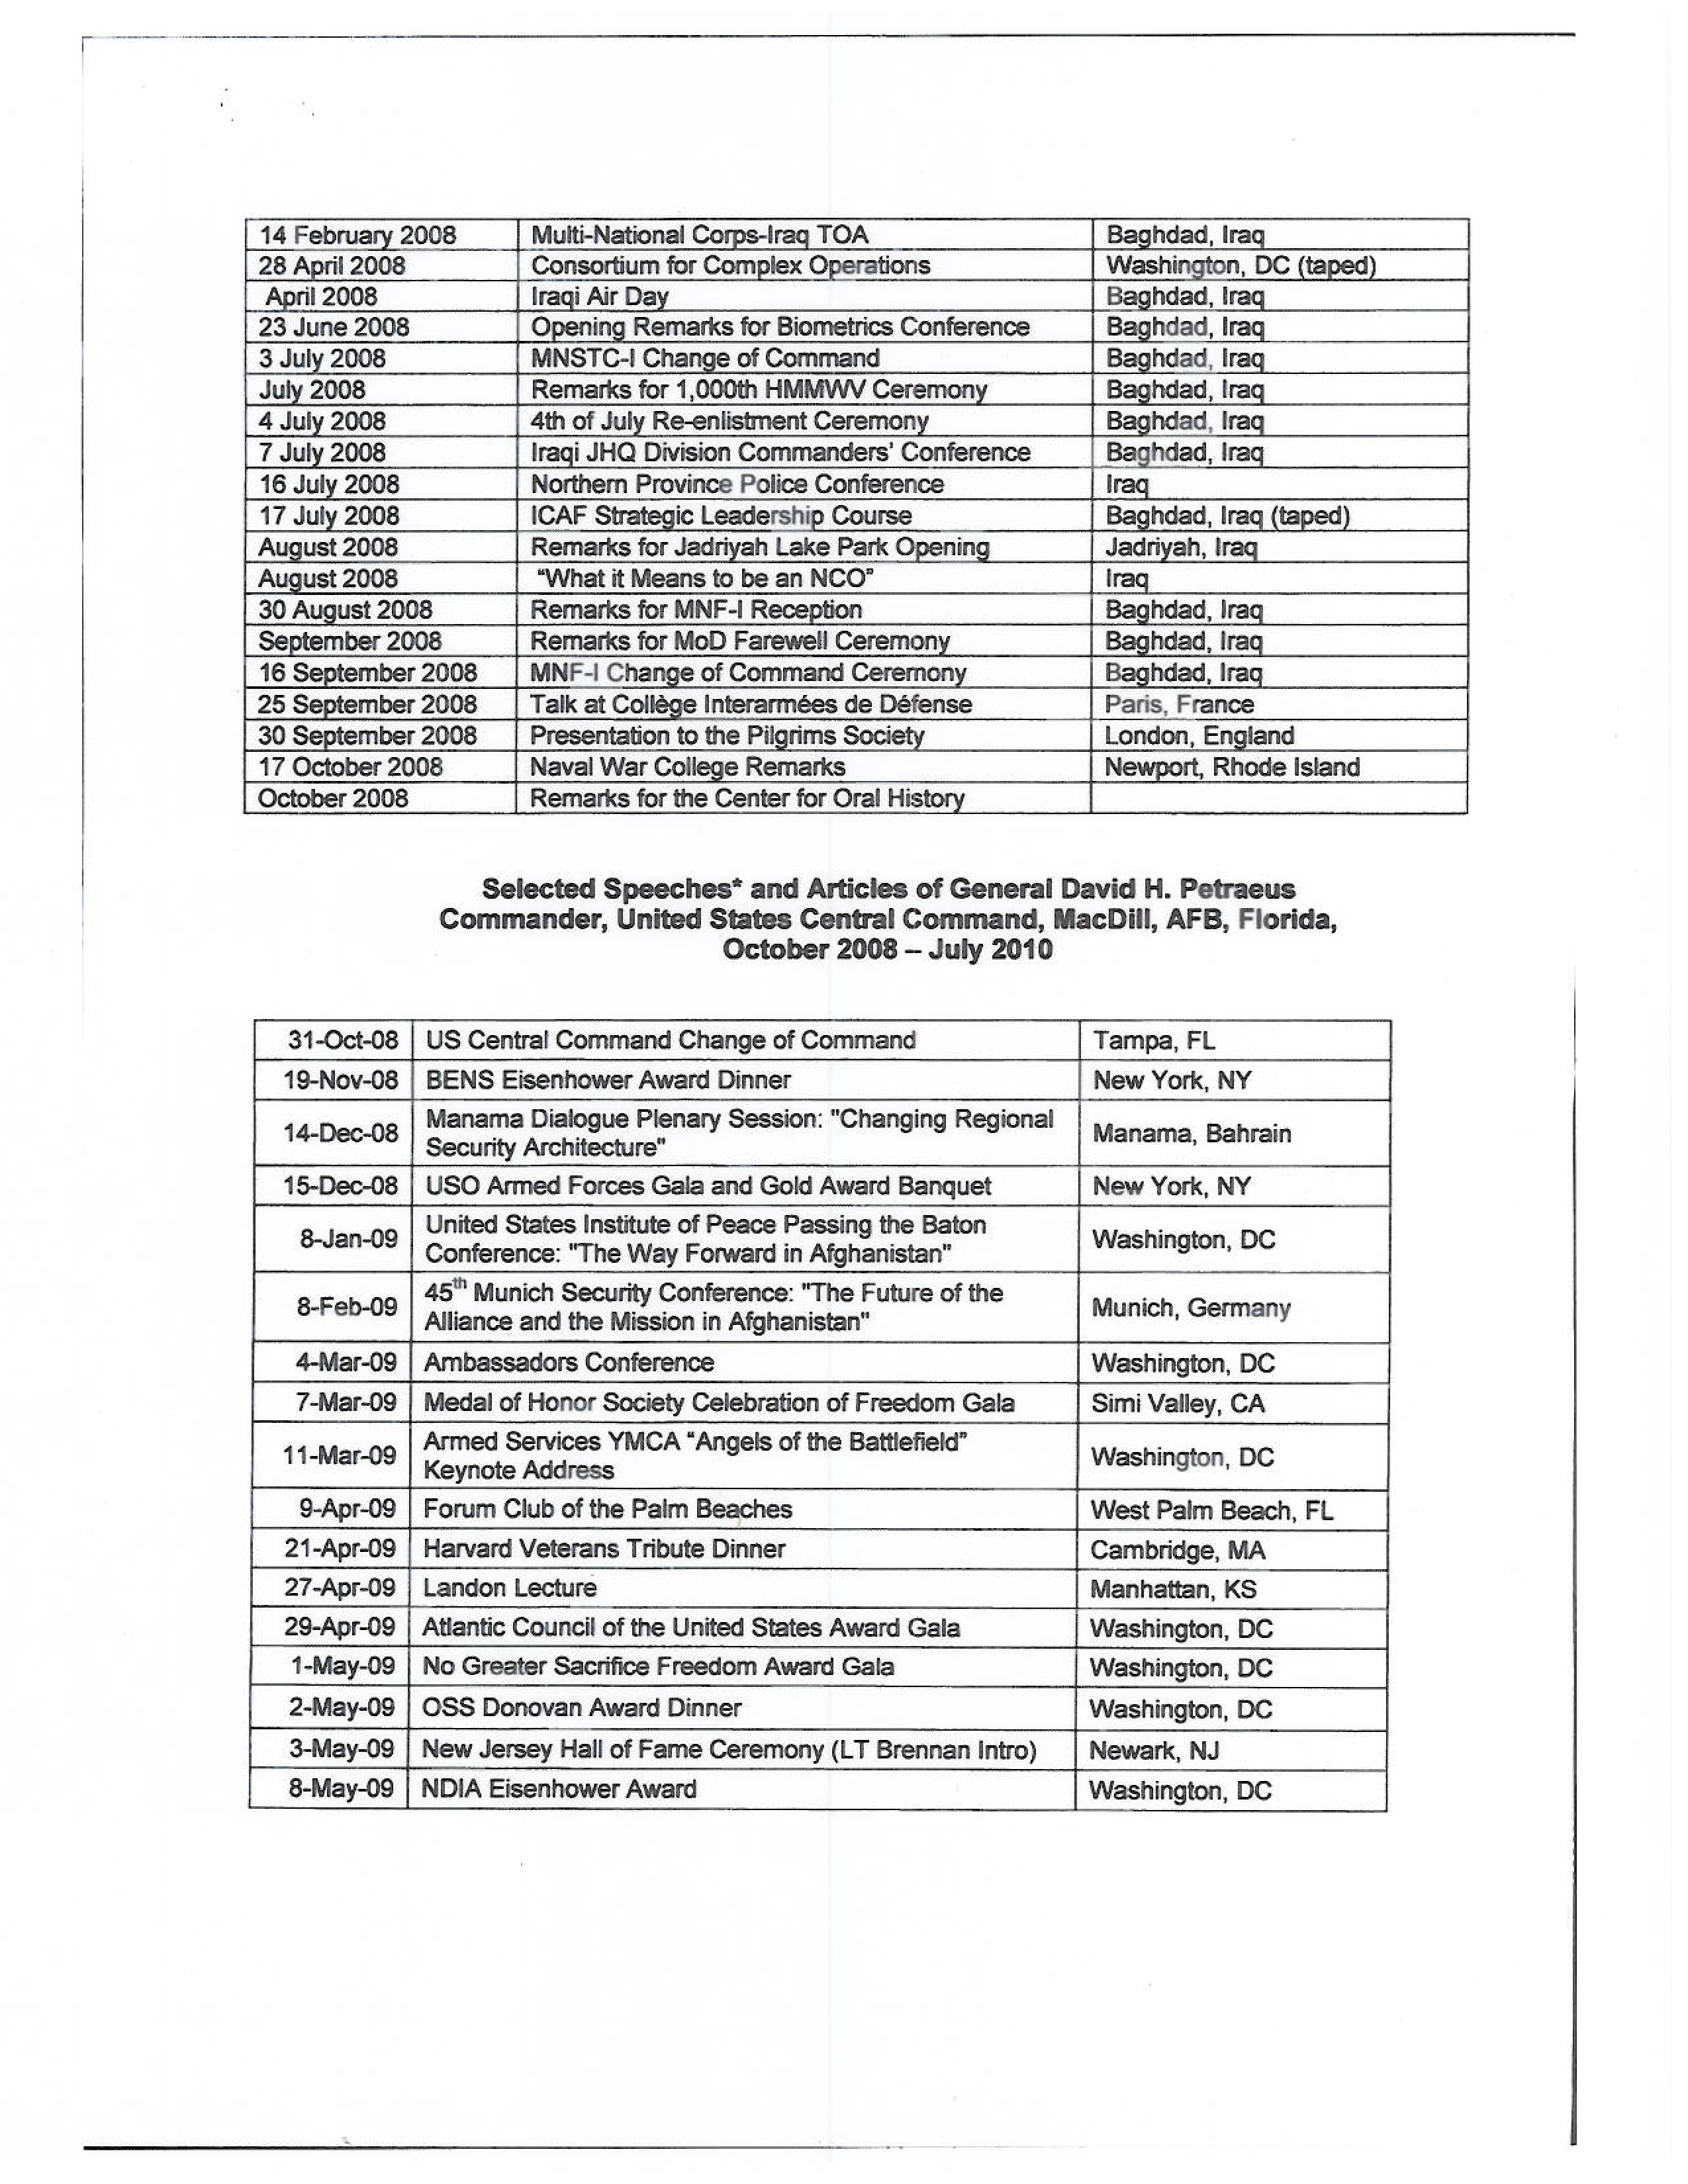 14 February 2008 Multi-National Corps-Iraq TOA Baghdad, Iraq
28 April 2008 Consortium for Complex Operations Washington, DC (taped)
April 2008 Iraqi Air Day Baghdad, Iraq
23 June 2008 Opening Remarks for Biometrics Conference Baghdad, Iraq
3 July 2008 MNSTC-I Change of Command Baghdad, Iraq
July 2008 Remarks for 1,000th HMMWV Ceremony Baghdad, Iraq
4 July 2008 4th of July Re-enlistment Ceremony Baghdad, Iraq
7 July 2008 Iraqi JHQ Division Commanders' Conference Baghdad, Iraq
16 July 2008 Northern Province Police Conference Iraq
17 July 2008 ICAF Strategic Leadership Course Baghdad, Iraq (taped)
August 2008 Remarks for Jadriyah Lake Park Opening Jadriyah, Iraq
August 2008 "What it Means to be an NCO" Iraq
30 August 2008 Remarks for MNF-I Reception Baghdad, Iraq
September 2008 Remarks for MoD Farewell Ceremony Baghdad, Iraq
16 September 2008 MNF-I Change of Command Ceremony Baghdad, Iraq
25 September 2008 Talk at Collège Interarmées de Défense Paris, France
30 September 2008 Presentation to the Pilgrims Society London, England
17 October 2008 Naval War College Remarks Newport, Rhode Island
October 2008 Remarks for the Center for Oral History
Selected Speeches* and Articles of General David H. Petraeus
Commander, United States Central Command, MacDill, AFB, Florida,
October 2008 – July 2010
31-Oct-08 US Central Command Change of Command Tampa, FL
19-Nov-08 BENS Eisenhower Award Dinner New York, NY
14-Dec-08 Manama Dialogue Plenary Session: "Changing Regional
Security Architecture" Manama, Bahrain
15-Dec-08 USO Armed Forces Gala and Gold Award Banquet New York, NY
8-Jan-09 United States Institute of Peace Passing the Baton
Conference: "The Way Forward in Afghanistan" Washington, DC
8-Feb-09 45th Munich Security Conference: "The Future of the
Alliance and the Mission in Afghanistan" Munich, Germany
4-Mar-09 Ambassadors Conference Washington, DC
7-Mar-09 Medal of Honor Society Celebration of Freedom Gala Simi Valley, CA
11-Mar-09 Armed Services YMCA "Angels of the Battlefield"
Keynote Address Washington, DC
9-Apr-09 Forum Club of the Palm Beaches West Palm Beach, FL
21-Apr-09 Harvard Veterans Tribute Dinner Cambridge, MA
27-Apr-09 Landon Lecture Manhattan, KS
29-Apr-09 Atlantic Council of the United States Award Gala Washington, DC
1-May-09 No Greater Sacrifice Freedom Award Gala Washington, DC
2-May-09 OSS Donovan Award Dinner Washington, DC
3-May-09 New Jersey Hall of Fame Ceremony (LT Brennan Intro) Newark, NJ
8-May-09 NDIA Eisenhower Award Washington, DC